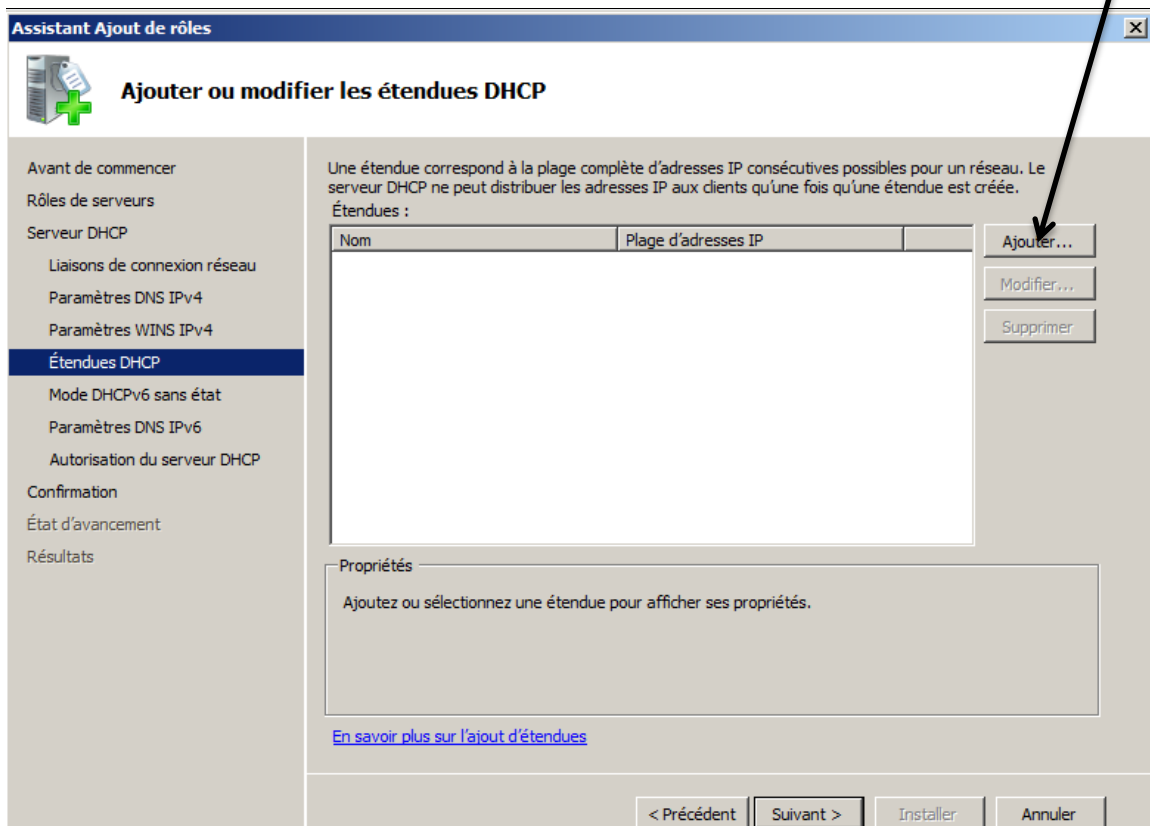 Assistant Ajout de rôles
Ajouter ou modifier les étendues DHCP
Avant de commencer
Rôles de serveurs
Serveur DHCP
Liaisons de connexion réseau
Paramètres DNS IPv4
Paramètres WINS IPv4
Étendues DHCP
Mode DHCPv6 sans état
Paramètres DNS IPv6
Autorisation du serveur DHCP
Confirmation
État d’avancement
Résultats
Une étendue correspond à la plage complète d’adresses IP consécutives possibles pour un réseau. Le
serveur DHCP ne peut distribuer les adresses IP aux clients qu’une fois qu’une étendue est créée.
Étendues :
Nom Plage d’adresses IP
Ajouter...
Modifier...
Supprimer
Propriétés
Ajoutez ou sélectionnez une étendue pour afficher ses propriétés.
En savoir plus sur l’ajout d’étendues
< Précédent Suivant > Installer Annuler